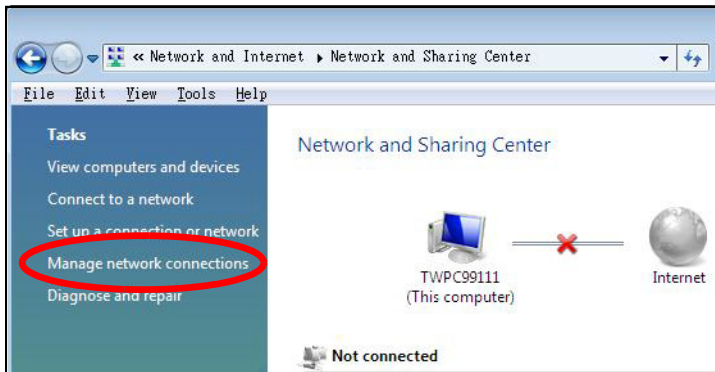 « Network and Internet ▸ Network and Sharing Center
File Edit View Tools Help
Tasks
View computers and devices
Connect to a network
Set up a connection or network
Manage network connections
Diagnose and repair
Network and Sharing Center
TWPC99111
(This computer)
Internet
Not connected